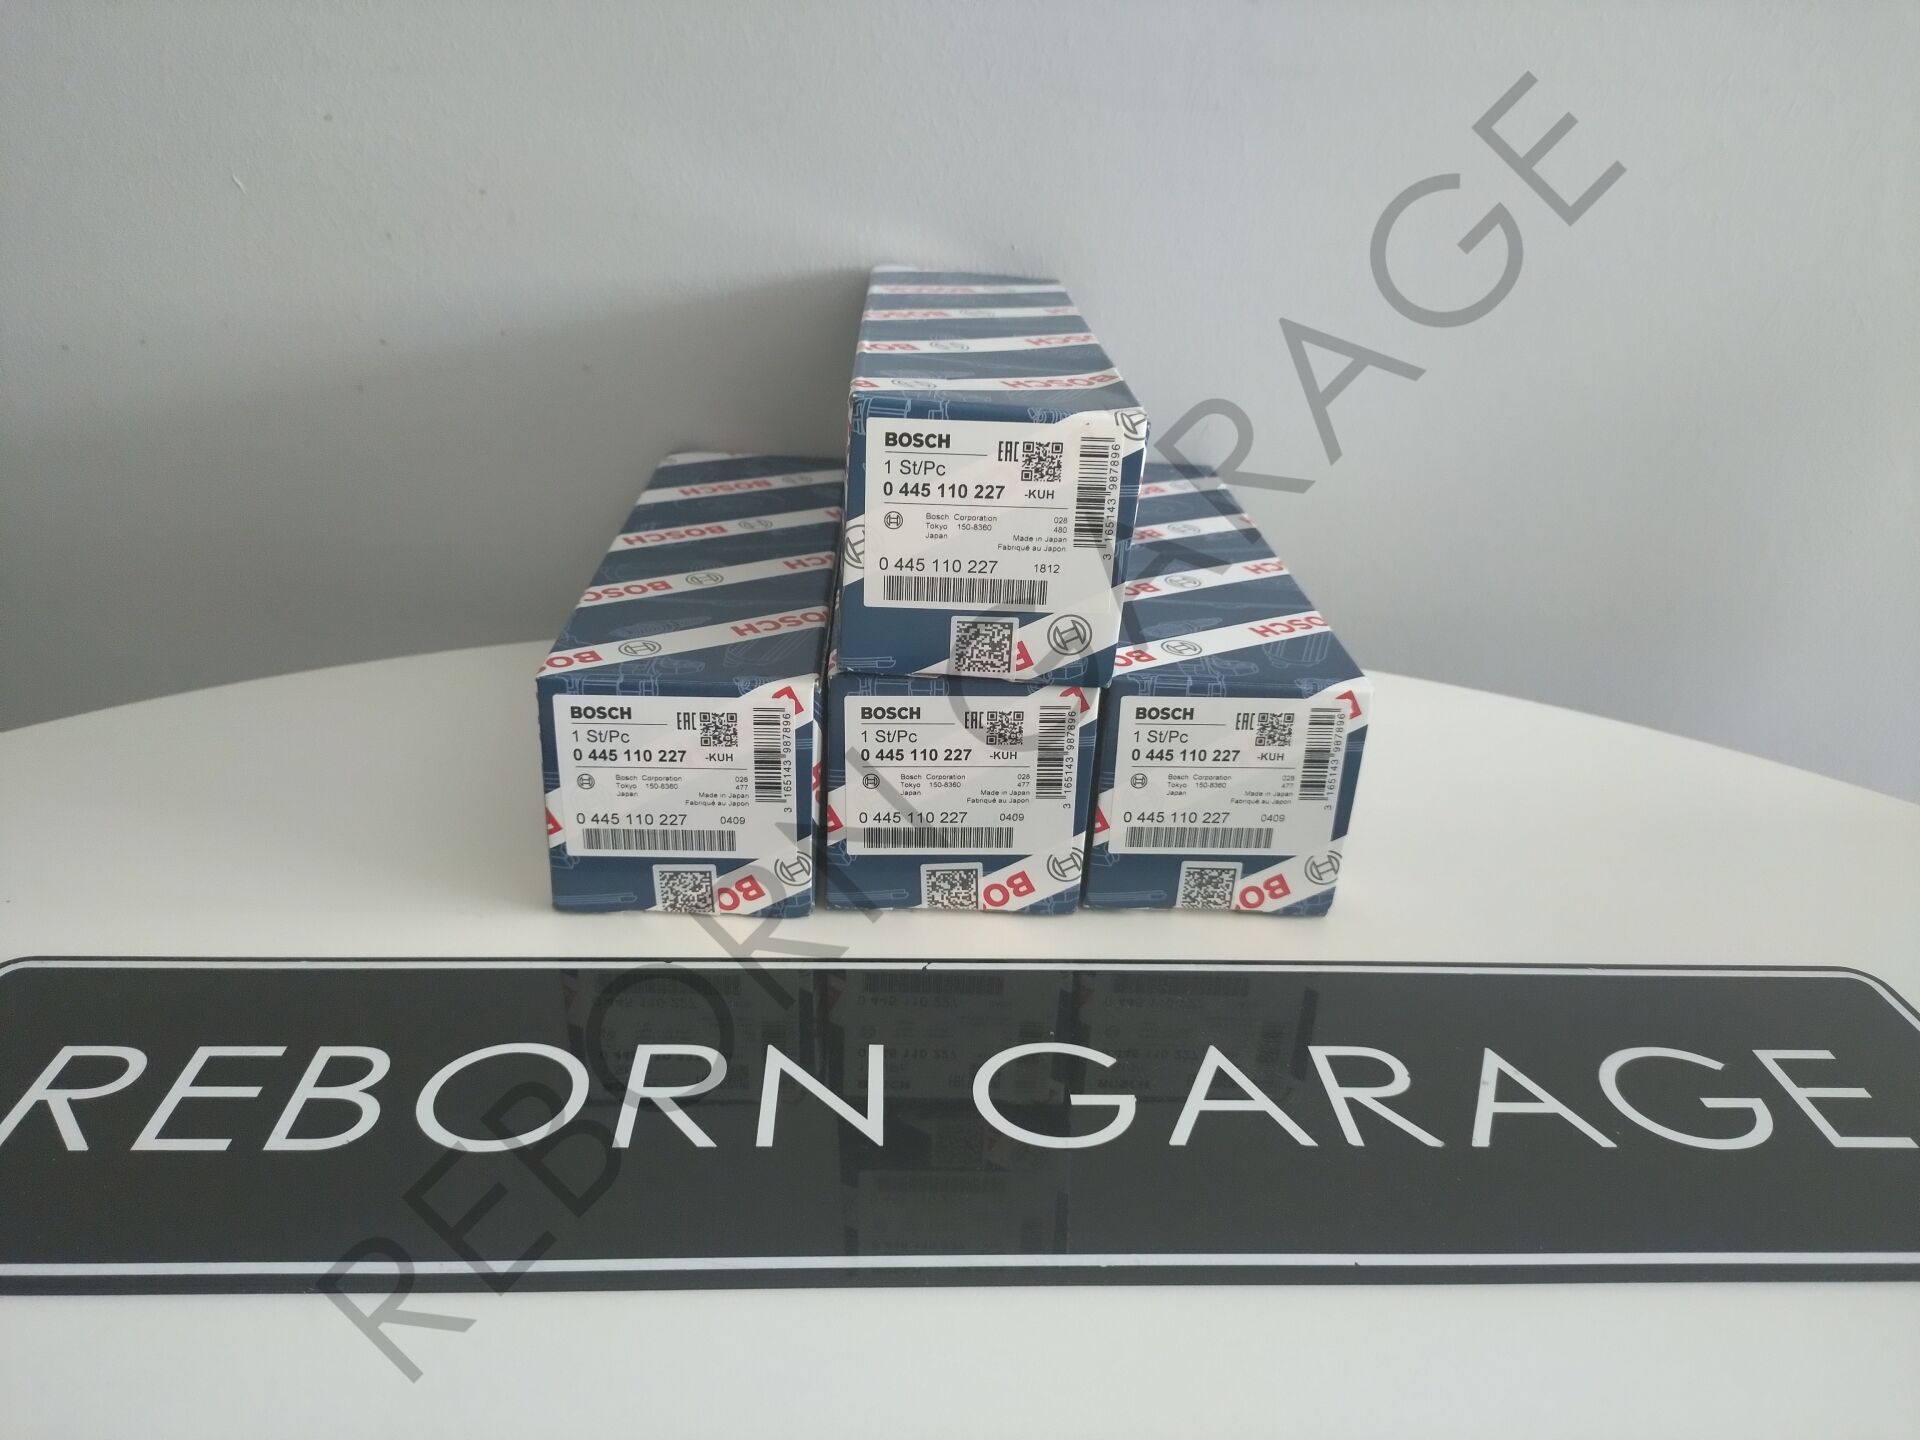 BOSCH
EAC
1 St/Pc
0 445 110 227 -KUH
Bosch Corporation 028
Tokyo 150-8360 480
Japan Made in Japan
Fabriqué au Japon
0 445 110 227 1812
3 165143 987896
BOSCH
EAC
1 St/Pc
0 445 110 227 -KUH
Bosch Corporation 028
Tokyo 150-8360 477
Japan Made in Japan
Fabriqué au Japon
0 445 110 227 0409
3 165143 987896
BOSCH
EAC
1 St/Pc
0 445 110 227 -KUH
Bosch Corporation 028
Tokyo 150-8360 477
Japan Made in Japan
Fabriqué au Japon
0 445 110 227 0409
3 165143 987896
BOSCH
EAC
1 St/Pc
0 445 110 227 -KUH
Bosch Corporation 028
Tokyo 150-8360 477
Japan Made in Japan
Fabriqué au Japon
0 445 110 227 0409
3 165143 987896
REBORN GARAGE
REBORN GARAGE